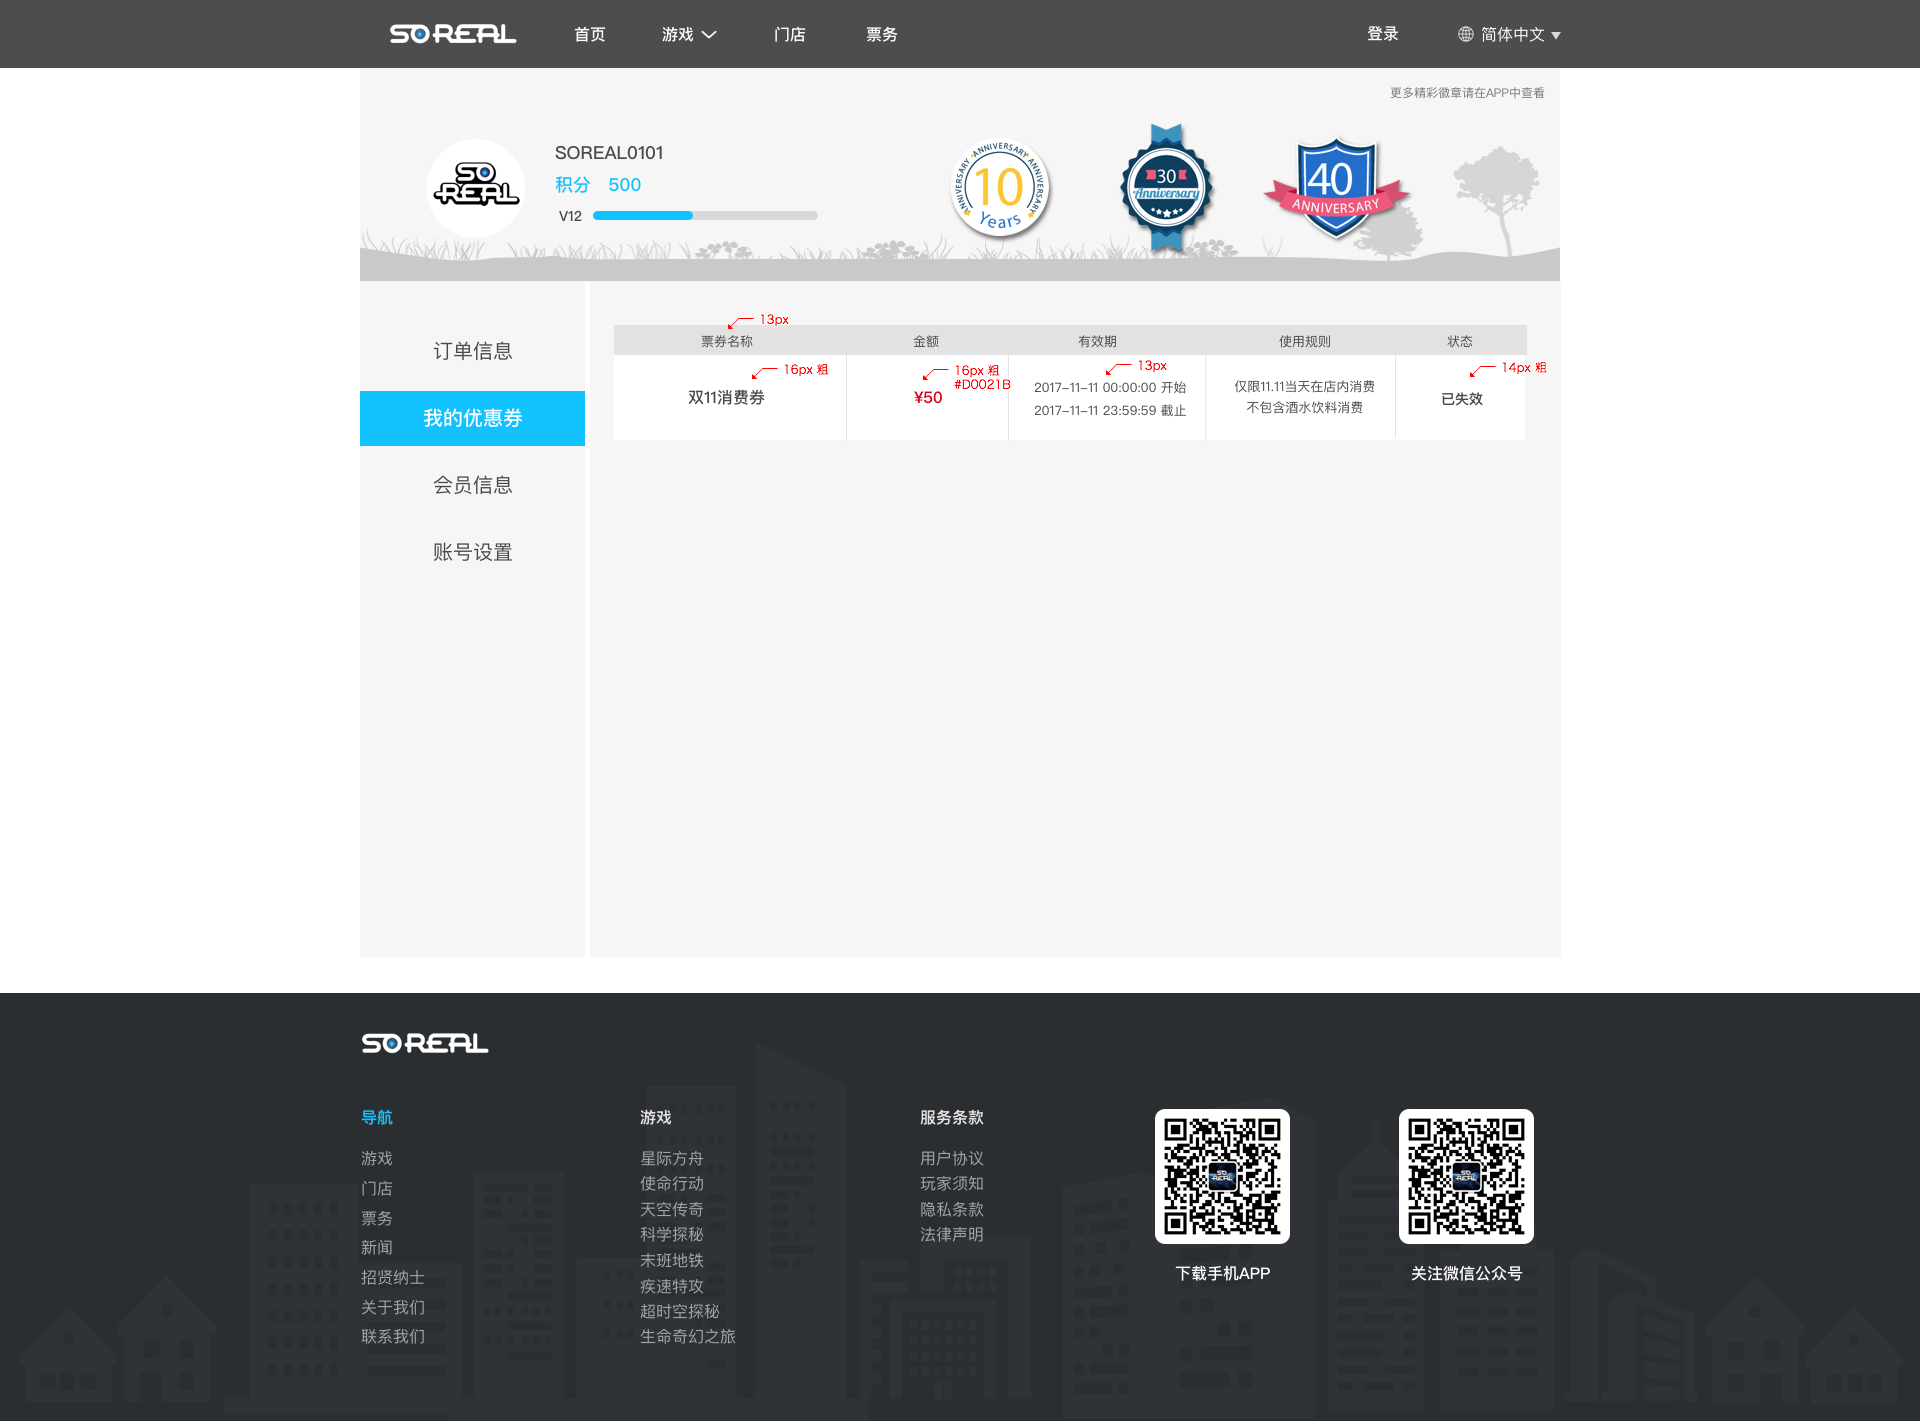 SOREAL
首页
游戏
门店
票务
登录
简体中文
更多精彩徽章请在APP中查看
SO
REAL
SOREAL0101
积分 500
V12
ANNIVERSARY ANNIVERSARY ANNIVERSARY
10
Years
30
Anniversary
40
ANNIVERSARY
订单信息
我的优惠券
会员信息
账号设置
13px
票券名称
金额
有效期
使用规则
状态
16px 粗
16px 粗
#D0021B
13px
14px 粗
双11消费券
¥50
2017-11-11 00:00:00 开始
2017-11-11 23:59:59 截止
仅限11.11当天在店内消费
不包含酒水饮料消费
已失效
SOREAL
导航
游戏
门店
票务
新闻
招贤纳士
关于我们
联系我们
游戏
星际方舟
使命行动
天空传奇
科学探秘
末班地铁
疾速特攻
超时空探秘
生命奇幻之旅
服务条款
用户协议
玩家须知
隐私条款
法律声明
SO
REAL
下载手机APP
SO
REAL
关注微信公众号